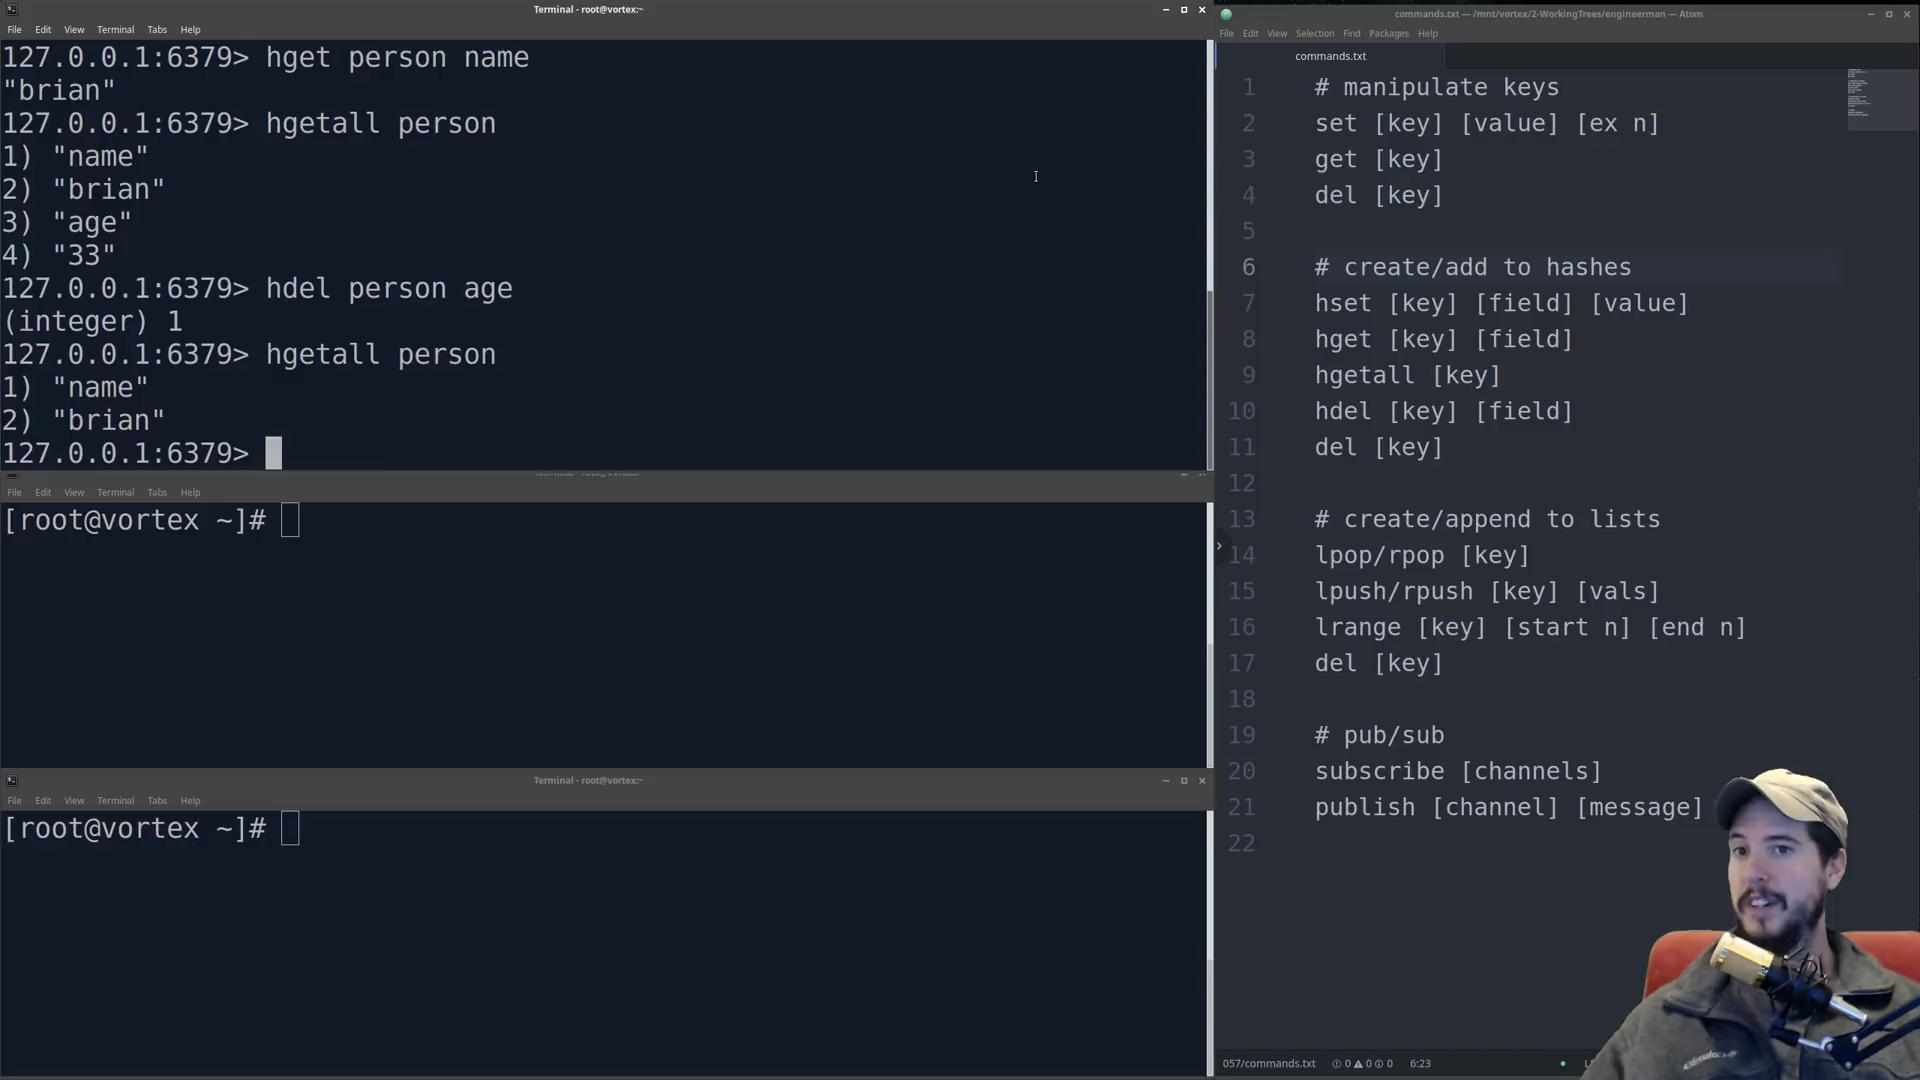 Terminal - root@vortex:~
File Edit View Terminal Tabs Help
127.0.0.1:6379> hget person name
"brian"
127.0.0.1:6379> hgetall person
1) "name"
2) "brian"
3) "age"
4) "33"
127.0.0.1:6379> hdel person age
(integer) 1
127.0.0.1:6379> hgetall person
1) "name"
2) "brian"
127.0.0.1:6379>
File Edit View Terminal Tabs Help
[root@vortex ~]#
Terminal - root@vortex:~
File Edit View Terminal Tabs Help
[root@vortex ~]#
commands.txt — /mnt/vortex/2-WorkingTrees/engineerman — Atom
File Edit View Selection Find Packages Help
commands.txt
1 # manipulate keys
2 set [key] [value] [ex n]
3 get [key]
4 del [key]
5
6 # create/add to hashes
7 hset [key] [field] [value]
8 hget [key] [field]
9 hgetall [key]
10 hdel [key] [field]
11 del [key]
12
13 # create/append to lists
14 lpop/rpop [key]
15 lpush/rpush [key] [vals]
16 lrange [key] [start n] [end n]
17 del [key]
18
19 # pub/sub
20 subscribe [channels]
21 publish [channel] [message]
22
057/commands.txt 0 0 0 6:23